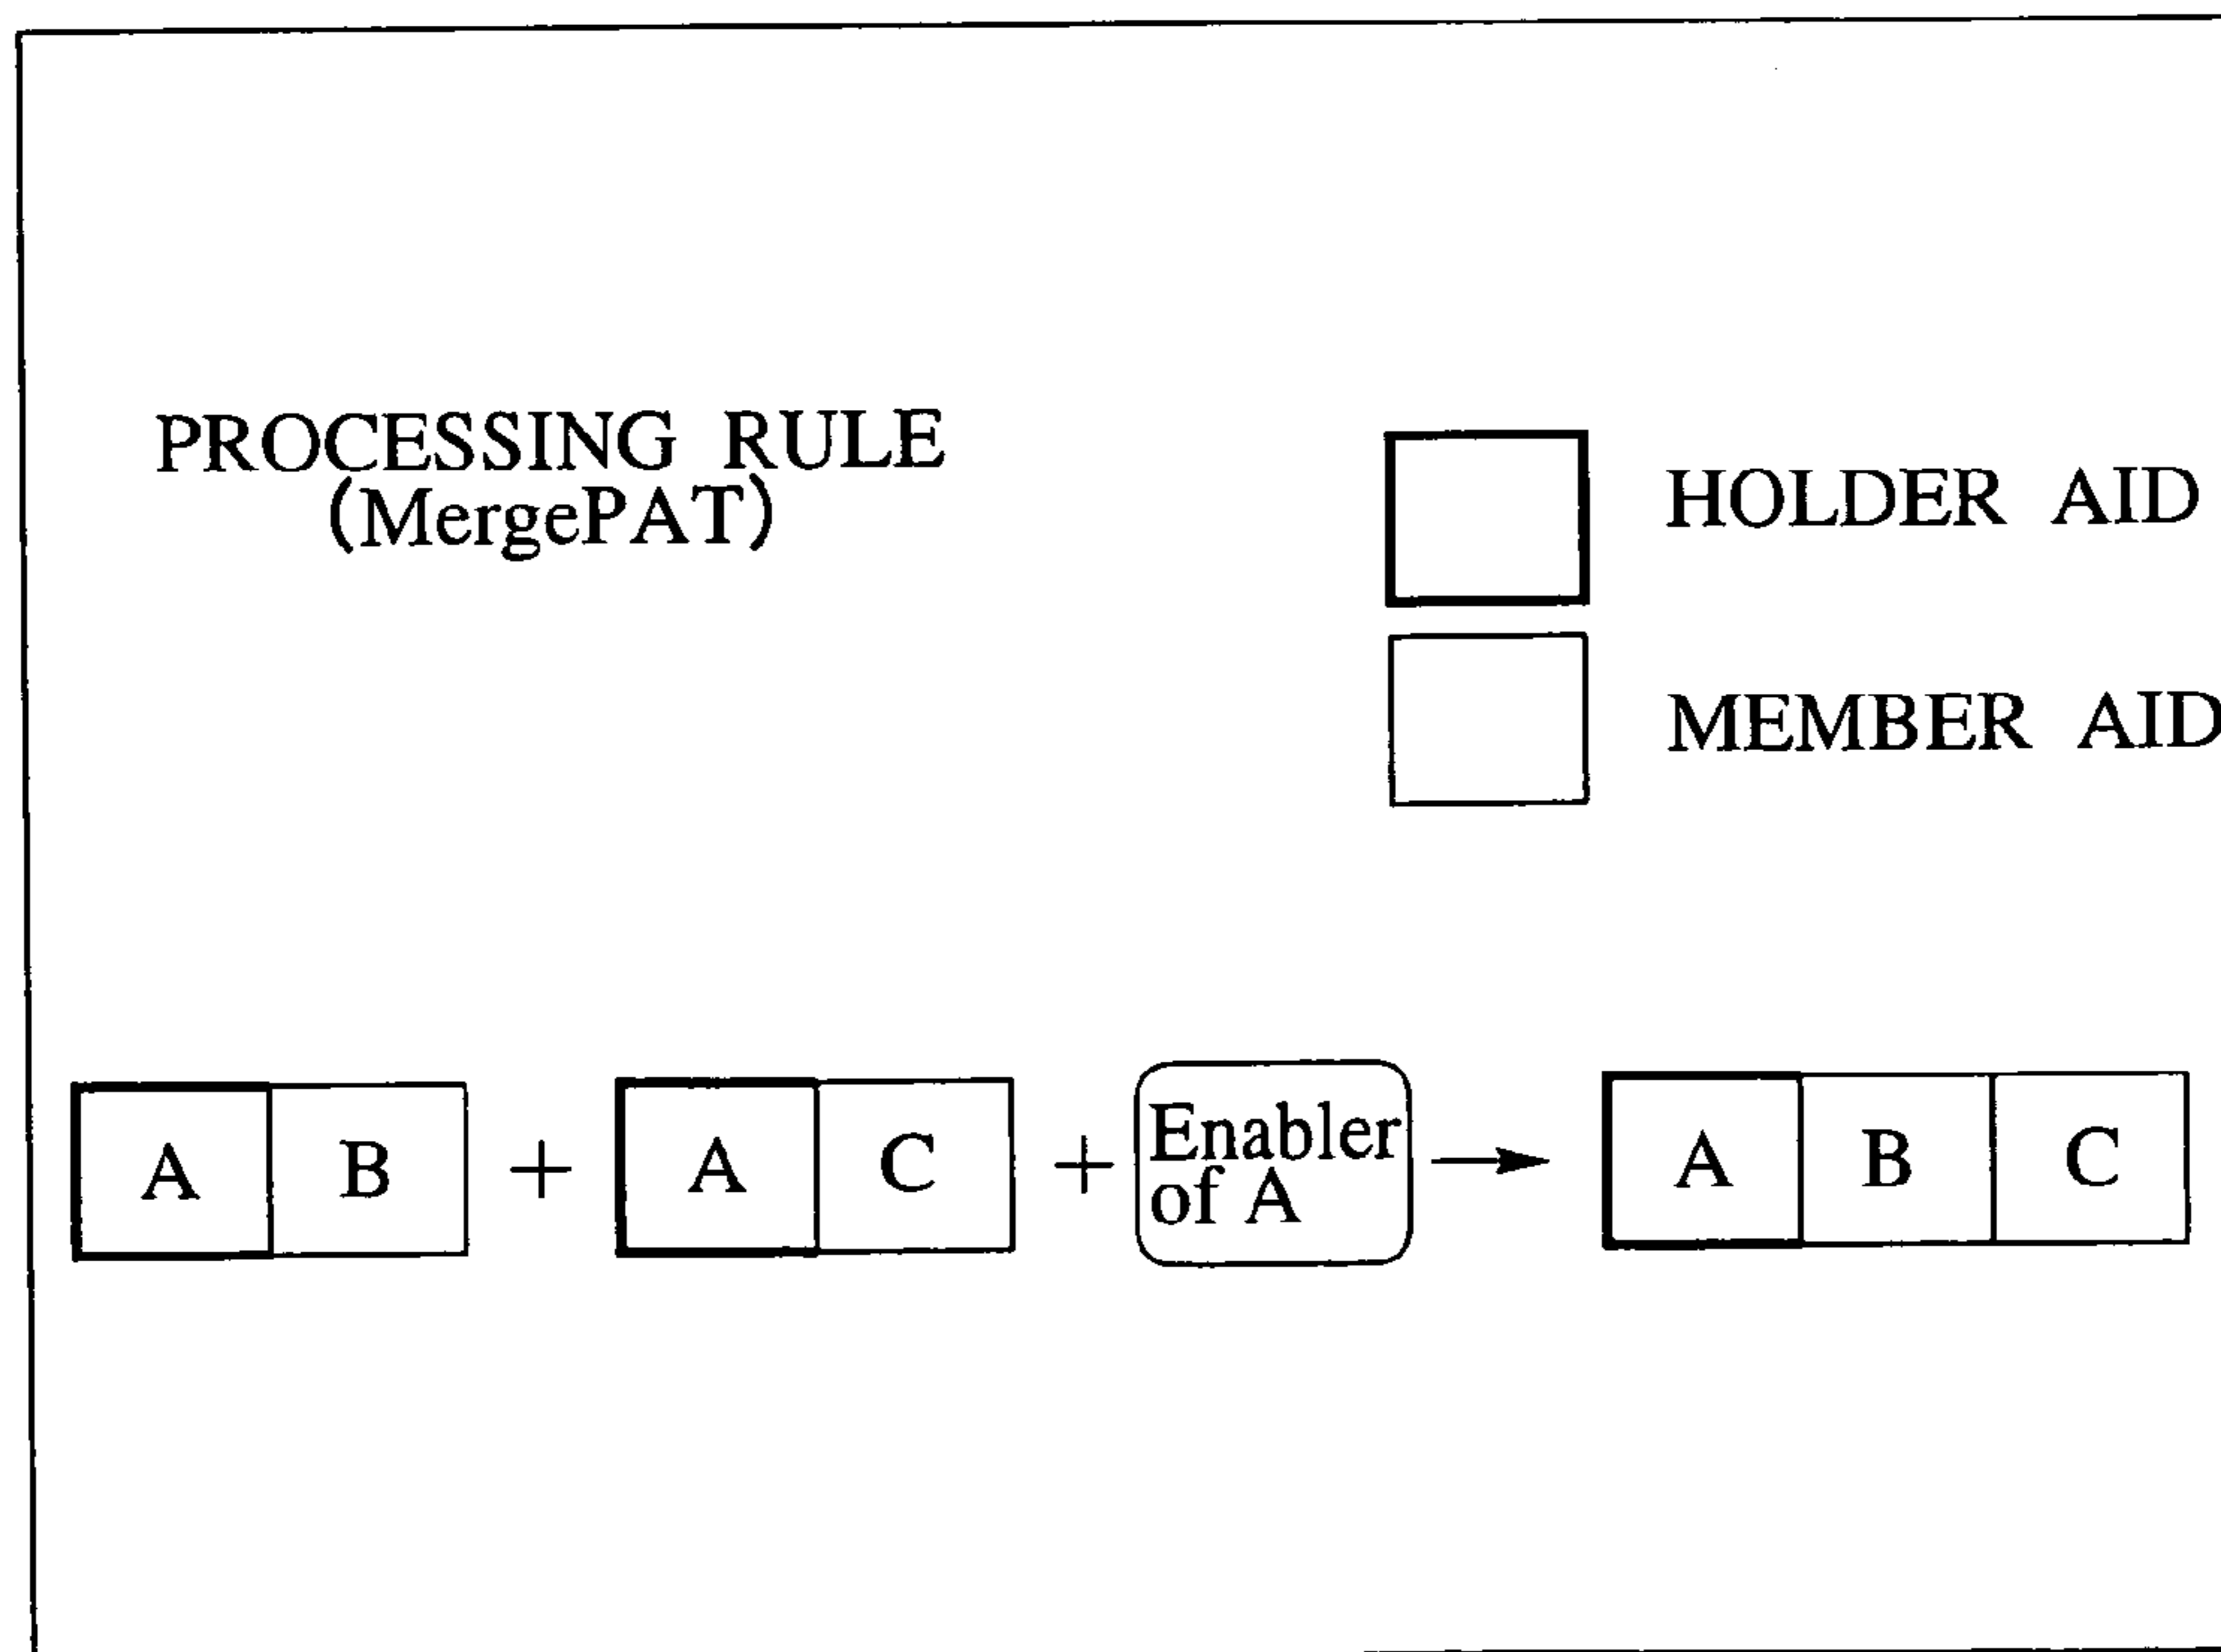 PROCESSING RULE
(MergePAT)
HOLDER AID
MEMBER AID
A B + A C + Enabler of A → A B C